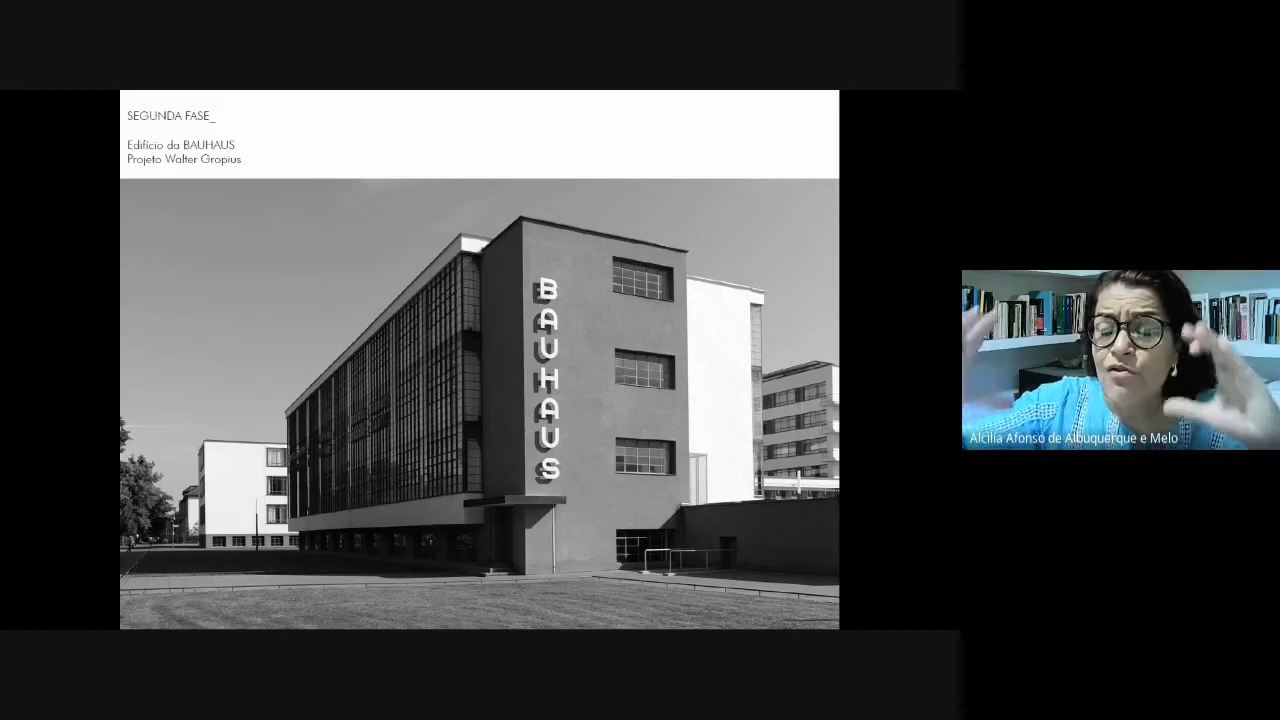 SEGUNDA FASE_
Edifício da BAUHAUS
Projeto Walter Gropius
BAUHAUS
Alcilia Afonso de Albuquerque e Melo